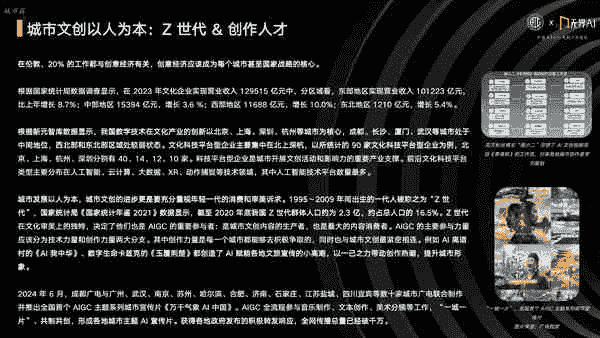 城市文创以人为本：Z 世代 & 创作人才
无界AI
在伦敦，20% 的工作都与创意经济有关，创意经济应该成为每个城市甚至国家战略的核心。
根据国家统计局数据调查显示，在 2023 年文化企业实现营业收入 129515 亿元中，分区域看，东部地区实现营业收入 101223 亿元，
比上年增长 8.7%；中部地区 15394 亿元，增长 3.6 %；西部地区 11688 亿元，增长 10.0%；东北地区 1210 亿元，增长 5.4%。
根据新元智库数据显示，我国数字技术在文化产业的创新以北京、上海、深圳、杭州等城市为核心，成都、长沙、厦门、武汉等城市处于
中间地位，西北部和东北部区域处较弱状态。文化科技平台型企业主要集中在北上深杭，以所统计的 90 家文化科技平台型企业为例，北
京、上海、杭州、深圳分别有 40、14、12、10 家。科技平台型企业是城市开展文创活动和影响力的重要产业支撑。前沿文化科技平台
类型主要分布在人工智能、云计算、大数据、XR、动作捕捉等技术领域，其中人工智能技术平台数量最多。
城市发展以人为本，城市文创的进步更是要充分重视年轻一代的消费和审美诉求。1995～2009 年间出生的一代人被称之为“Z 世
代”，国家统计局《国家统计年鉴 2021》数据显示，截至 2020 年底我国 Z 世代群体人口约为 2.3 亿，约占总人口的 16.5%。Z 世代
在文化审美上的独特，决定了他们也是 AIGC 的重要参与者：是城市文创内容的生产者，也是最大的内容消费者。AIGC 的主要参与力量
应该分为技术力量和创作力量两大分支。其中创作力量是每一个城市都能够去积极争取的，同时也与城市文创最紧密相连。例如 AI 离谱
村的《AI 我中华》、数字生命卡兹克的《玉覆荆楚》都创造了 AI 赋能各地文旅宣传的小高潮，以一己之力带动创作热潮，提升城市形
象。
2024 年 6 月，成都广电与广州、武汉、南京、苏州、哈尔滨、合肥、济南、石家庄、江苏盐城、四川宜宾等数十家城市广电联合制作
并推出全国首个 AIGC 主题系列城市宣传片《万千气象 AI 中国》。AIGC 全流程参与音乐制作、文本创作、美术分镜等工作，“一城一
片”、共制共创，形成各地城市主题 AI 宣传片。获得各地政府发布的积极转发响应，全网传播总量已经破千万。